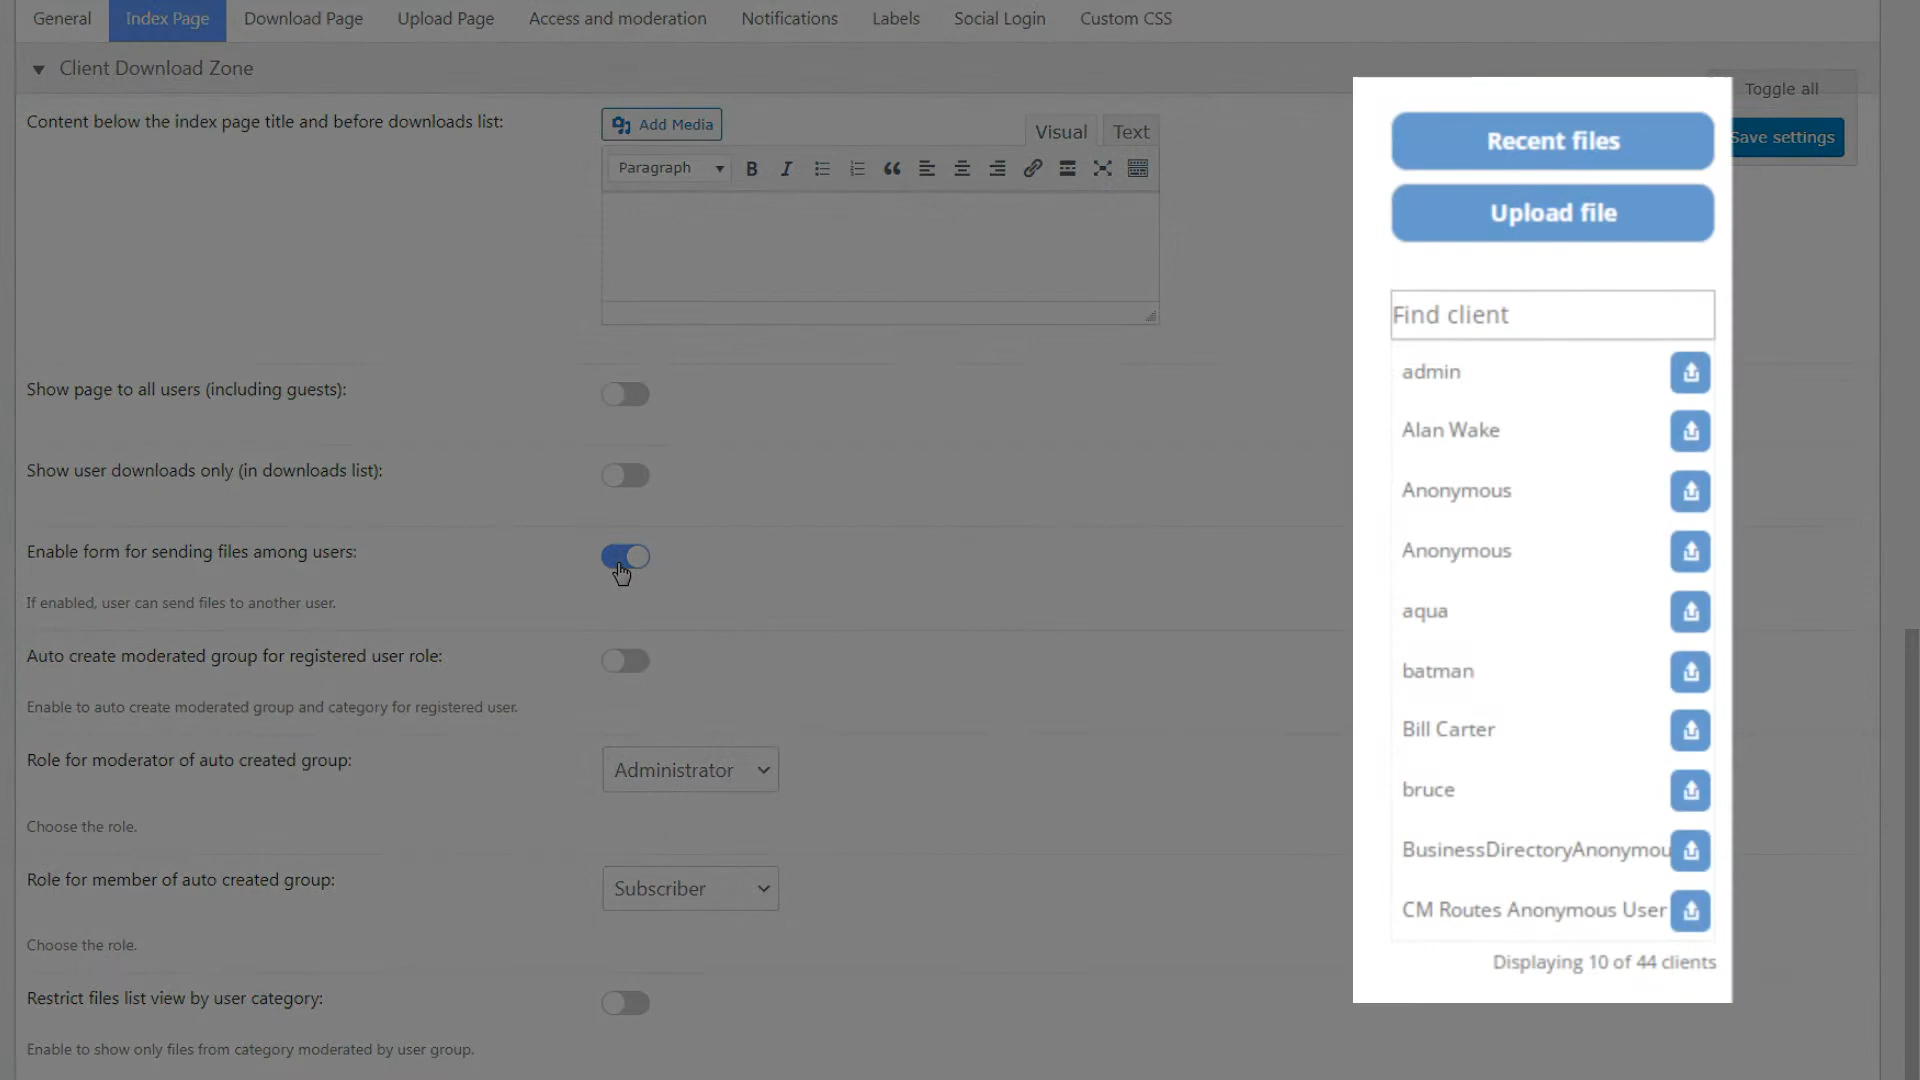 General
Index Page
Download Page
Upload Page
Access and moderation
Notifications
Labels
Social Login
Custom CSS
Client Download Zone
Toggle all
Save settings
Content below the index page title and before downloads list:
Add Media
Visual
Text
Paragraph
Show page to all users (including guests):
Show user downloads only (in downloads list):
Enable form for sending files among users:
If enabled, user can send files to another user.
Auto create moderated group for registered user role:
Enable to auto create moderated group and category for registered user.
Role for moderator of auto created group:
Administrator
Choose the role.
Role for member of auto created group:
Subscriber
Choose the role.
Restrict files list view by user category:
Enable to show only files from category moderated by user group.
Recent files
Upload file
Find client
admin
Alan Wake
Anonymous
Anonymous
aqua
batman
Bill Carter
bruce
BusinessDirectoryAnonymou
CM Routes Anonymous User
Displaying 10 of 44 clients